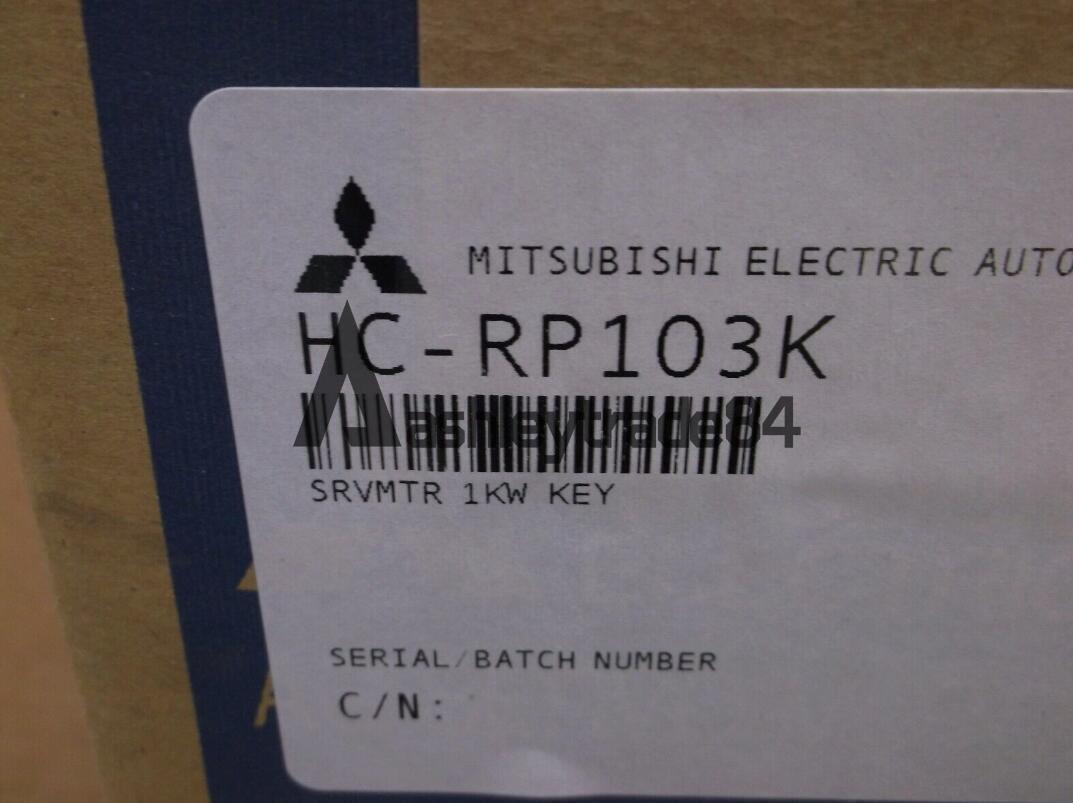 MITSUBISHI ELECTRIC AUTO
HC-RP103K
ashleytrade84
SRVMTR 1KW KEY
SERIAL/BATCH NUMBER
C/N: